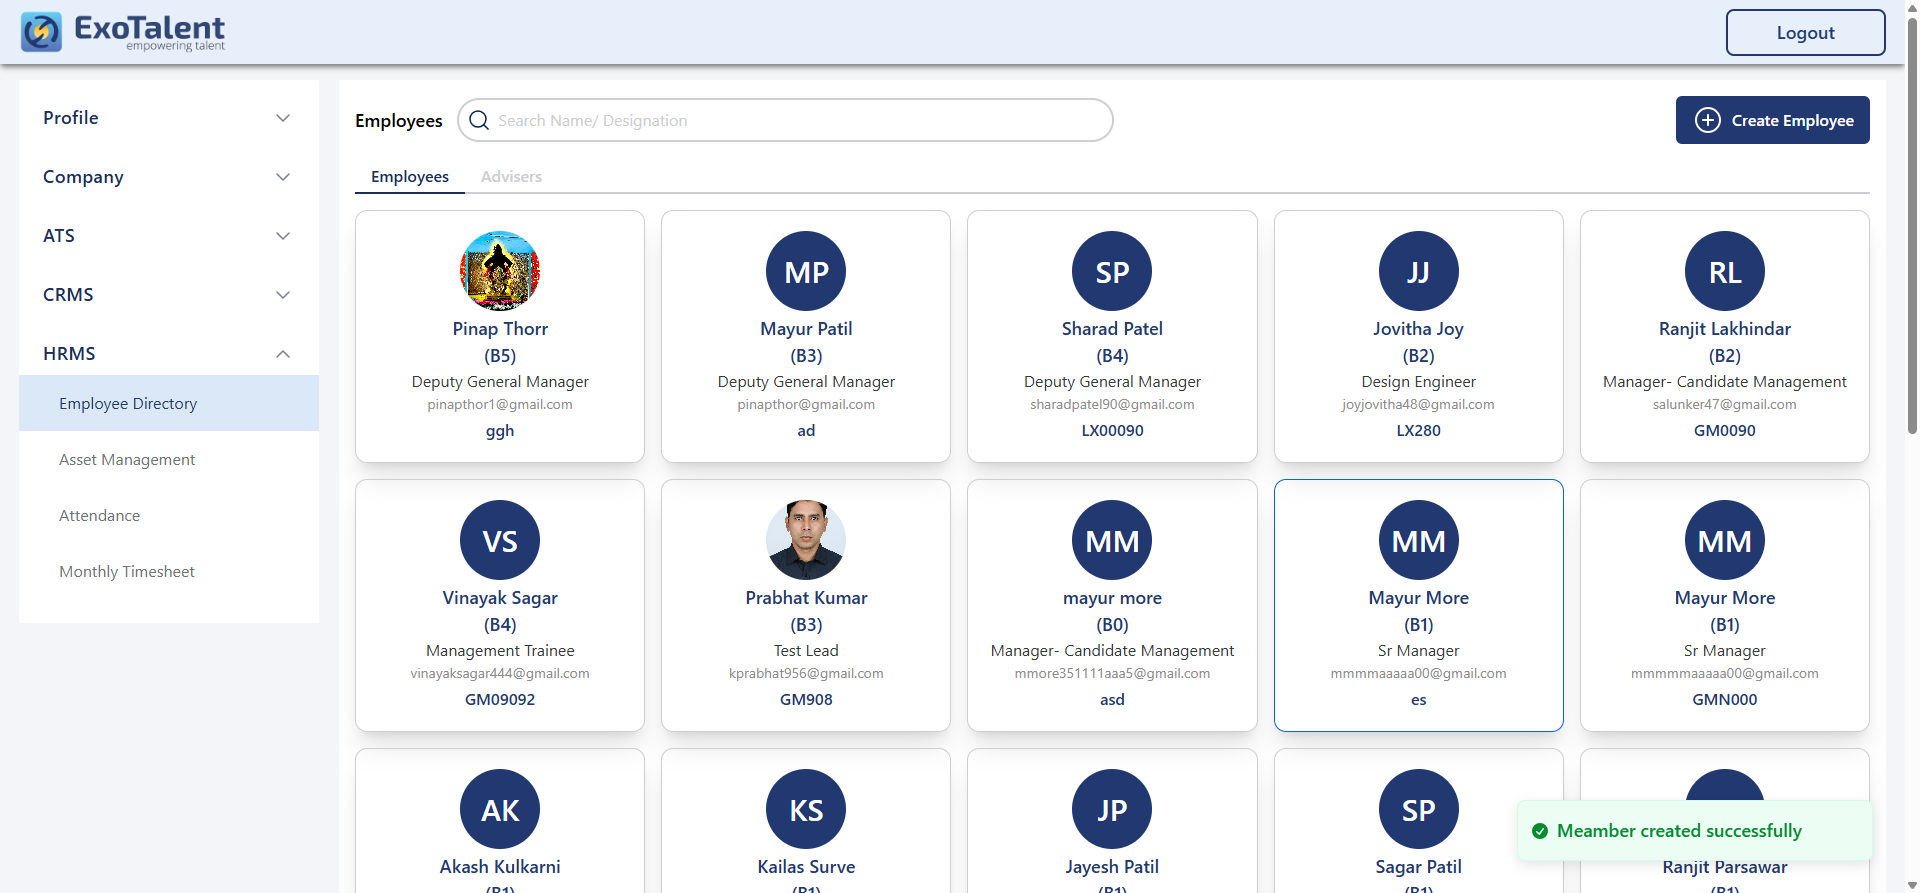 ExoTalent
empowering talent
Logout
Profile
Company
ATS
CRMS
HRMS
Employee Directory
Asset Management
Attendance
Monthly Timesheet
Employees
Search Name/ Designation
Create Employee
Employees
Advisers
Pinap Thorr
(B5)
Deputy General Manager
pinapthor1@gmail.com
ggh
MP
Mayur Patil
(B3)
Deputy General Manager
pinapthor@gmail.com
ad
SP
Sharad Patel
(B4)
Deputy General Manager
sharadpatel90@gmail.com
LX00090
JJ
Jovitha Joy
(B2)
Design Engineer
joyjovitha48@gmail.com
LX280
RL
Ranjit Lakhindar
(B2)
Manager- Candidate Management
salunker47@gmail.com
GM0090
VS
Vinayak Sagar
(B4)
Management Trainee
vinayaksagar444@gmail.com
GM09092
Prabhat Kumar
(B3)
Test Lead
kprabhat956@gmail.com
GM908
MM
mayur more
(B0)
Manager- Candidate Management
mmore351111aaa5@gmail.com
asd
MM
Mayur More
(B1)
Sr Manager
mmmmaaaaa00@gmail.com
es
MM
Mayur More
(B1)
Sr Manager
mmmmmaaaaa00@gmail.com
GMN000
AK
Akash Kulkarni
(B1)
KS
Kailas Surve
(B1)
JP
Jayesh Patil
(B1)
SP
Sagar Patil
(B1)
Ranjit Parsawar
(B1)
Meamber created successfully